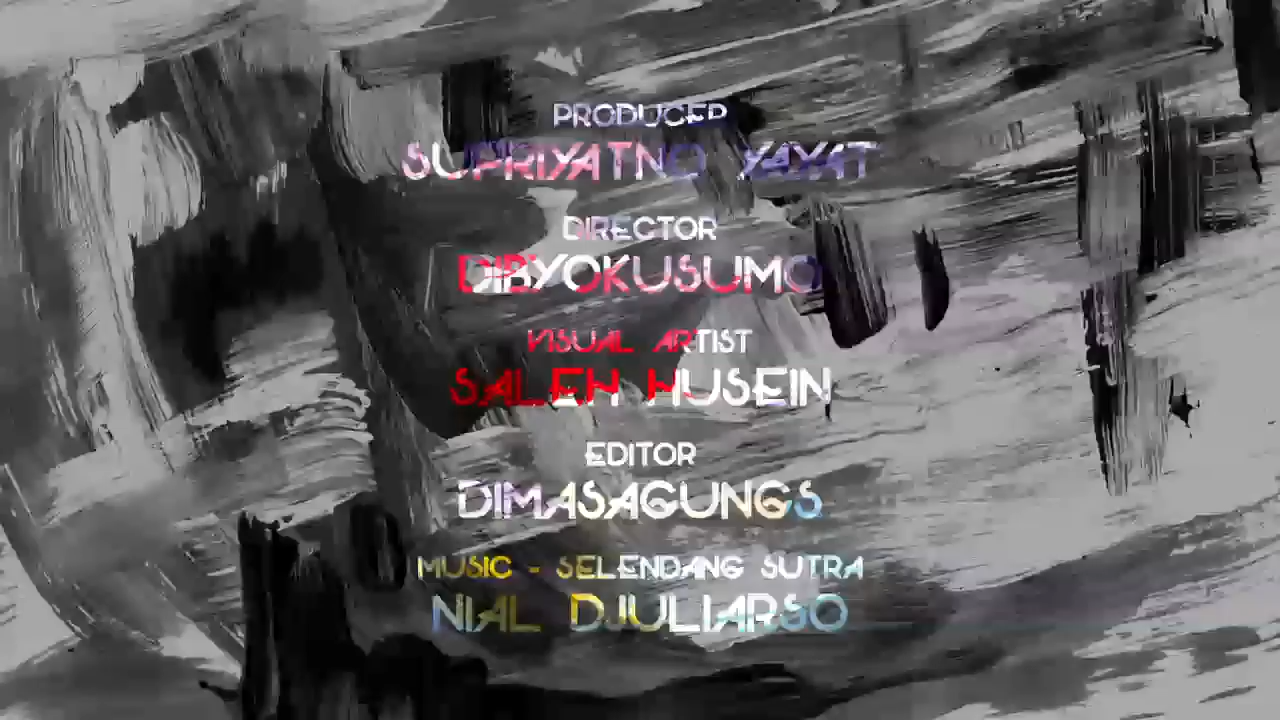 PRODUCER
SUPRIYATNO YAYAT
DIRECTOR
DIBYOKUSUMO
VISUAL ARTIST
SALEH HUSEIN
EDITOR
DIMASAGUNGS
MUSIC - SELENDANG SUTRA
NIAL DJULIARSO